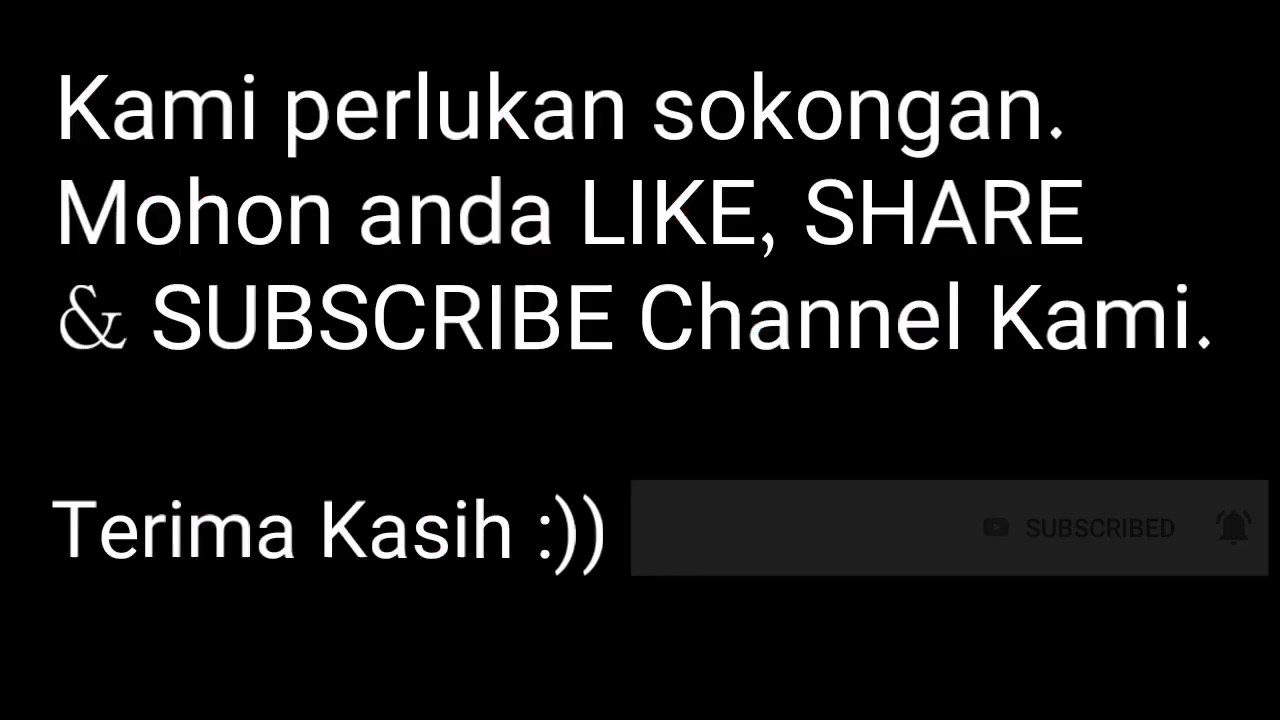 Kami perlukan sokongan.
Mohon anda LIKE, SHARE
& SUBSCRIBE Channel Kami.
Terima Kasih :))
SUBSCRIBED